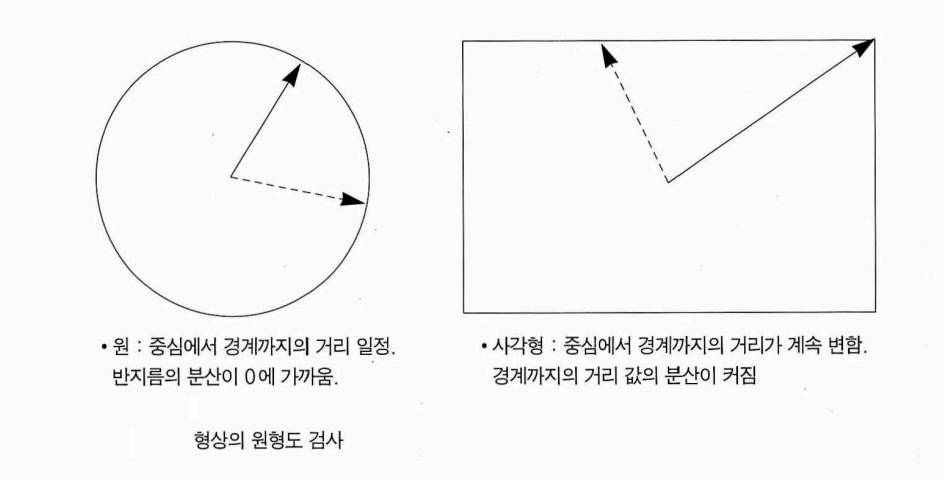 • 원 : 중심에서 경계까지의 거리 일정.
반지름의 분산이 0에 가까움.
• 사각형 : 중심에서 경계까지의 거리가 계속 변함.
경계까지의 거리 값의 분산이 커짐
형상의 원형도 검사